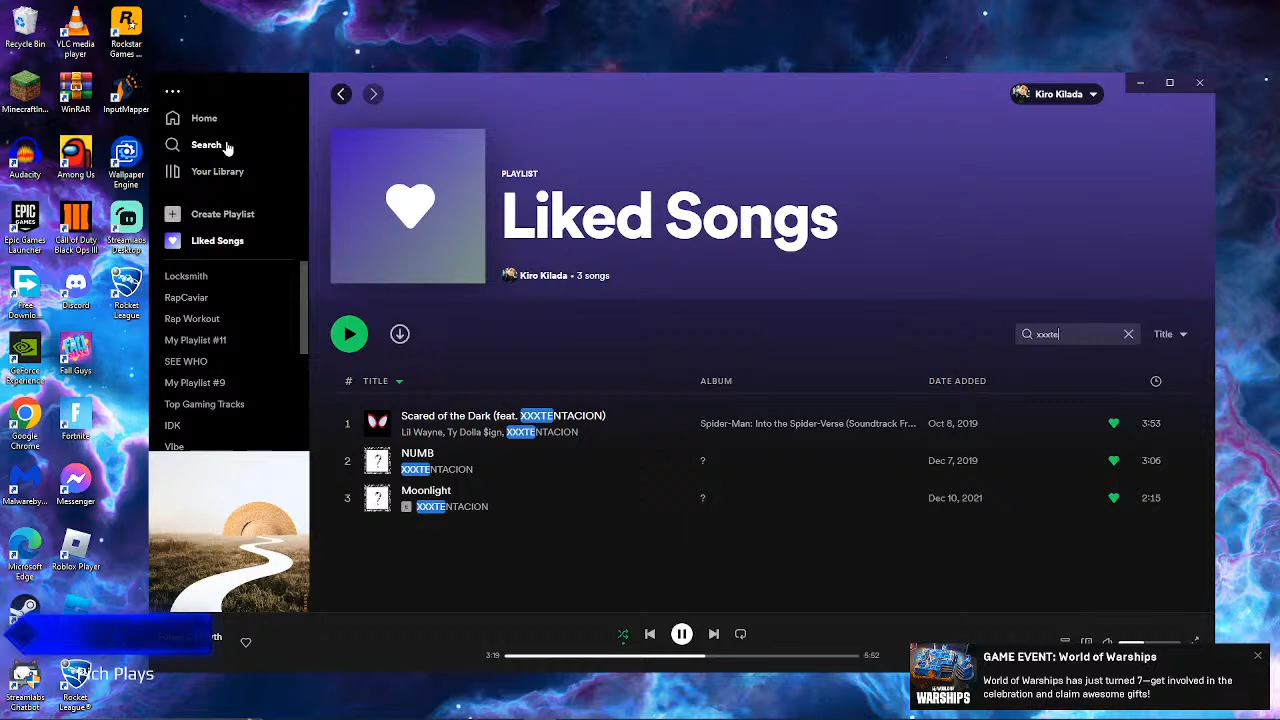 Recycle Bin
VLC media player
Rockstar Games ...
MinecraftIn...
WinRAR
InputMapper
Audacity
Among Us
Wallpaper Engine
Epic Games Launcher
Call of Duty Black Ops III
Streamlabs Desktop
Free Downlo...
Discord
Rocket League
GeForce Experience
Fall Guys
Google Chrome
Fortnite
Malwareby...
Messenger
Microsoft Edge
Roblox Player
Streamlabs Chatbot
Rocket League®
ch Plays
Home
Search
Your Library
Create Playlist
Liked Songs
Locksmith
RapCaviar
Rap Workout
My Playlist #11
SEE WHO
My Playlist #9
Top Gaming Tracks
IDK
Vibe
Kiro Kilada
PLAYLIST
Liked Songs
Kiro Kilada • 3 songs
xxxte
Title
# TITLE ALBUM DATE ADDED
1 Scared of the Dark (feat. XXXTENTACION) Spider-Man: Into the Spider-Verse (Soundtrack Fr... Oct 8, 2019 3:53
Lil Wayne, Ty Dolla $ign, XXXTENTACION
2 NUMB ? Dec 7, 2019 3:06
XXXTENTACION
3 Moonlight ? Dec 10, 2021 2:15
E XXXTENTACION
3:19 5:52
GAME EVENT: World of Warships
World of Warships has just turned 7—get involved in the
celebration and claim awesome gifts!
WORLD OF
WARSHIPS